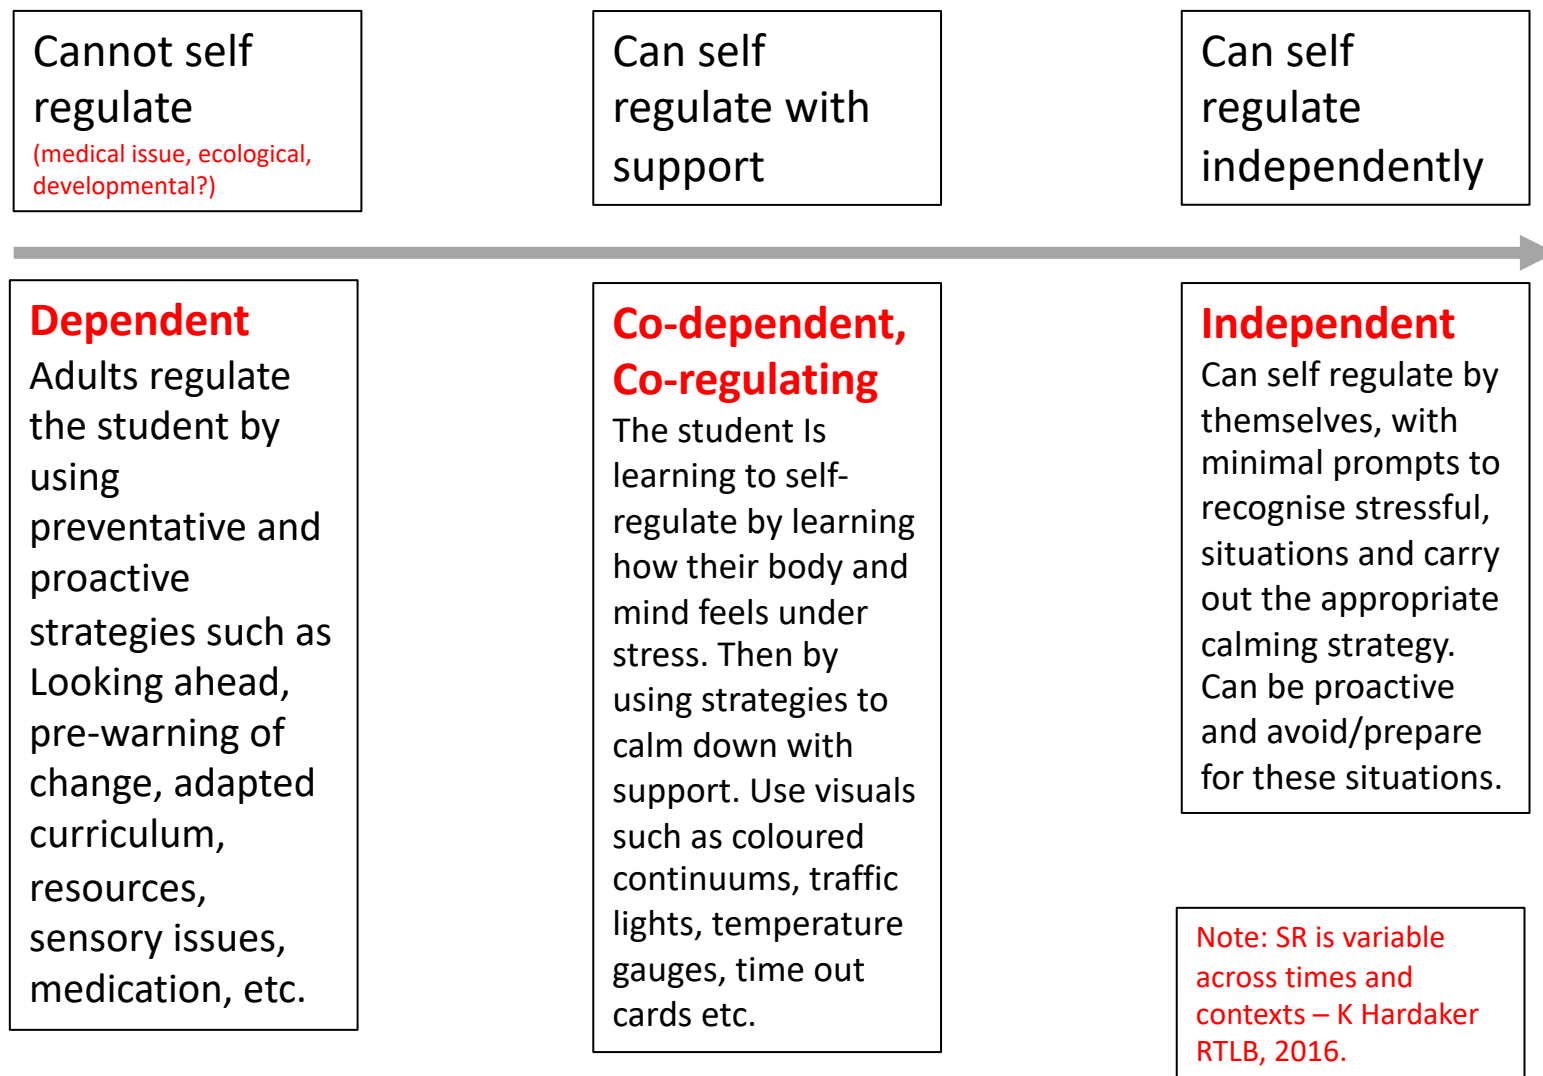 Cannot self
regulate
(medical issue, ecological,
developmental?)
Can self
regulate with
support
Can self
regulate
independently
Dependent
Adults regulate
the student by
using
preventative and
proactive
strategies such as
Looking ahead,
pre-warning of
change, adapted
curriculum,
resources,
sensory issues,
medication, etc.
Co-dependent,
Co-regulating
The student Is
learning to self-
regulate by learning
how their body and
mind feels under
stress. Then by
using strategies to
calm down with
support. Use visuals
such as coloured
continuums, traffic
lights, temperature
gauges, time out
cards etc.
Independent
Can self regulate by
themselves, with
minimal prompts to
recognise stressful,
situations and carry
out the appropriate
calming strategy.
Can be proactive
and avoid/prepare
for these situations.
Note: SR is variable
across times and
contexts – K Hardaker
RTLB, 2016.